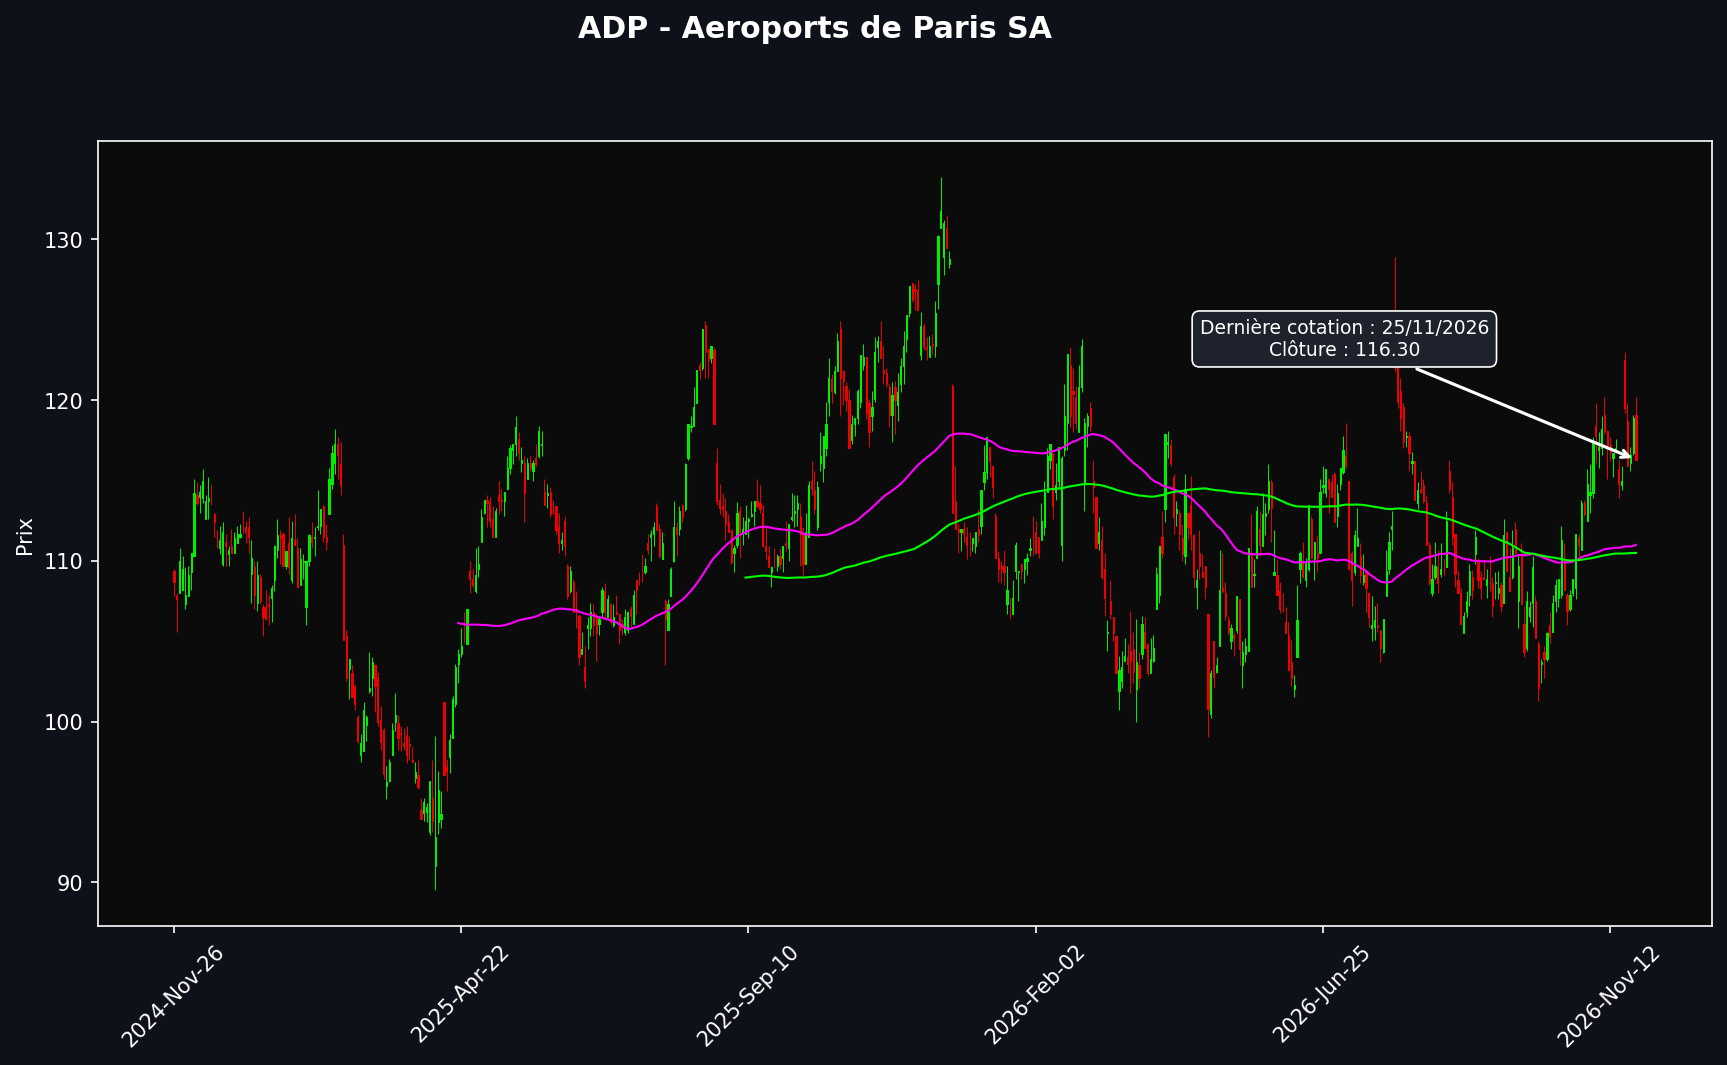 ADP - Aeroports de Paris SA
130
Dernière cotation : 25/11/2026
Clôture : 116.30
120
Prix
110
100
90
2024-Nov-26
2025-Apr-22
2025-Sep-10
2026-Feb-02
2026-Jun-25
2026-Nov-12